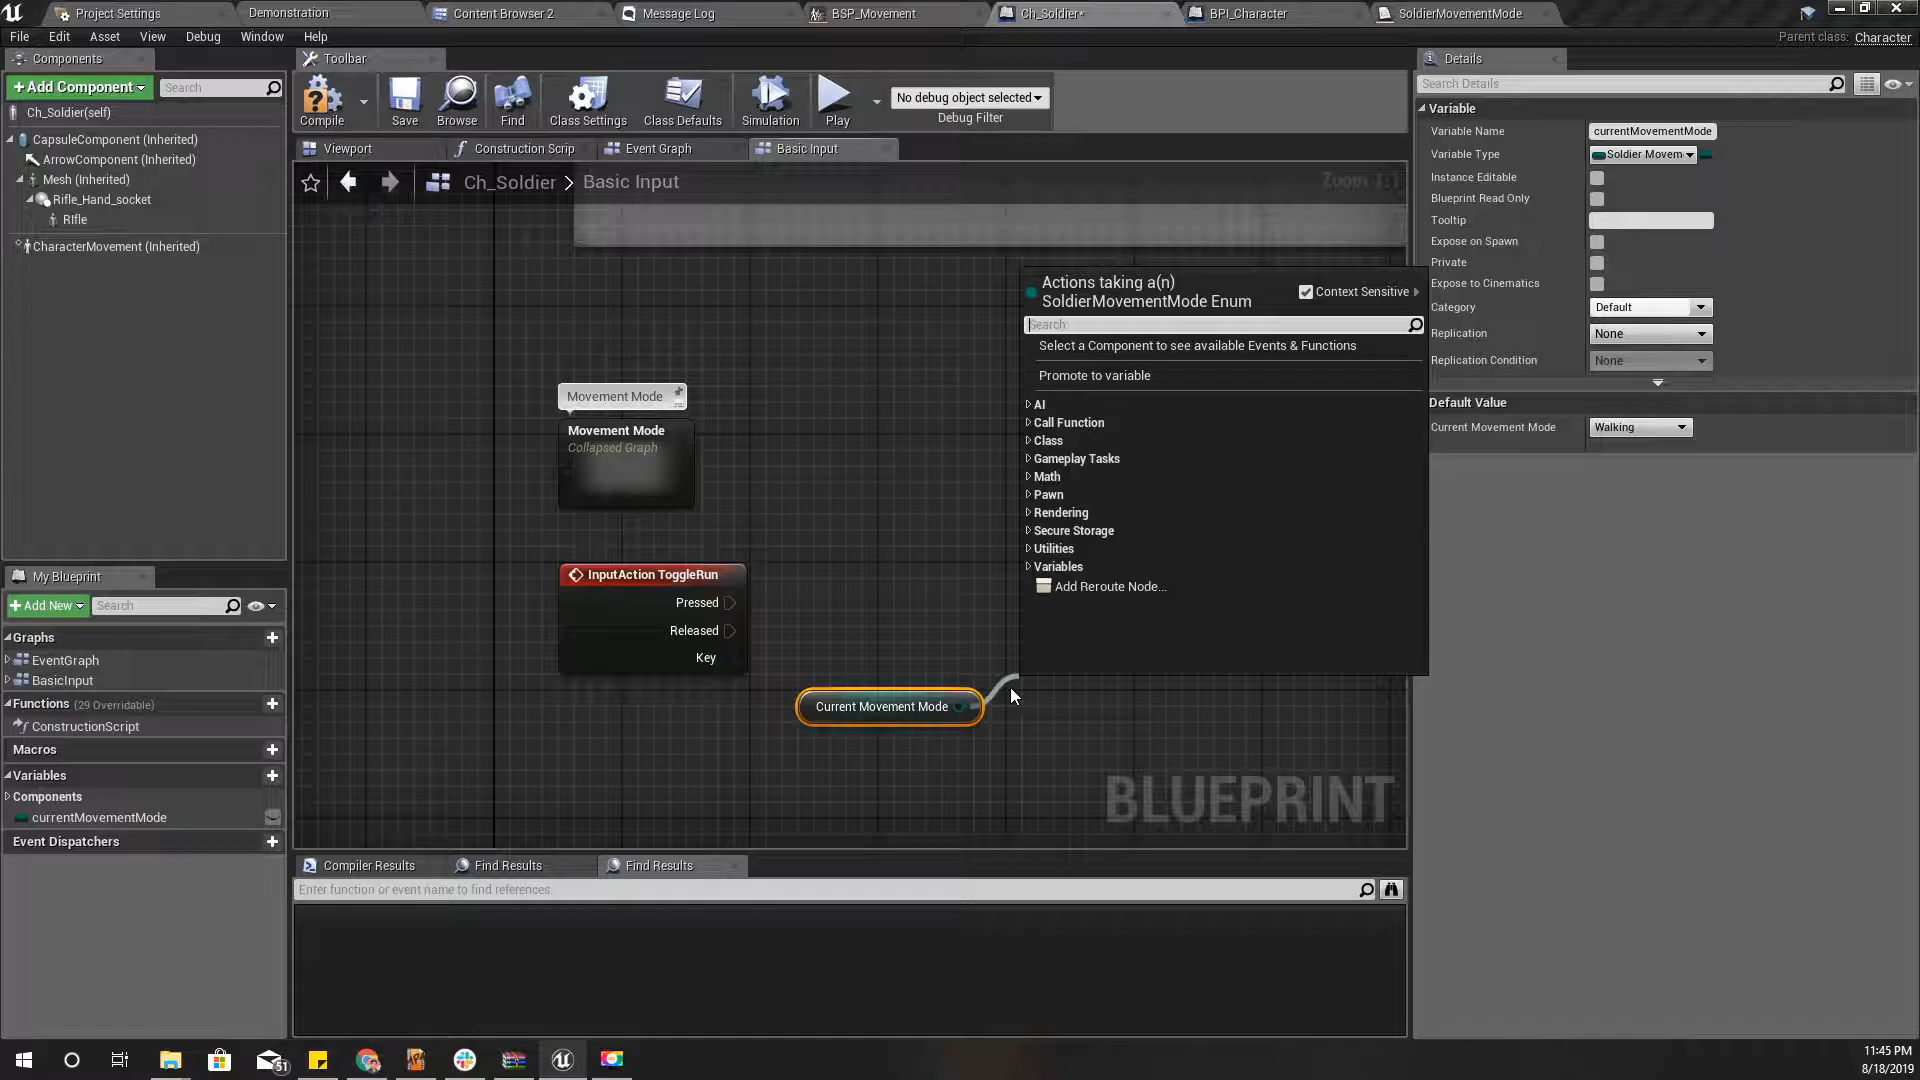 Project Settings
Demonstration
Content Browser 2
Message Log
BSP_Movement
Ch_Soldier*
BPI_Character
SoldierMovementMode
File Edit Asset View Debug Window Help
Parent class: Character
Components
Toolbar
Details
+Add Component
Search
Search Details
Ch_Soldier(self)
CapsuleComponent (Inherited)
ArrowComponent (Inherited)
Mesh (Inherited)
Rifle_Hand_socket
RIfle
CharacterMovement (Inherited)
Compile
Save
Browse
Find
Class Settings
Class Defaults
Simulation
Play
No debug object selected
Debug Filter
Viewport
Construction Scrip
Event Graph
Basic Input
Ch_Soldier > Basic Input
Zoom 1:1
Movement Mode
Movement Mode
Collapsed Graph
InputAction ToggleRun
Pressed
Released
Key
Current Movement Mode
Actions taking a(n)
SoldierMovementMode Enum
Context Sensitive
Search
Select a Component to see available Events & Functions
Promote to variable
AI
Call Function
Class
Gameplay Tasks
Math
Pawn
Rendering
Secure Storage
Utilities
Variables
Add Reroute Node...
BLUEPRINT
Variable
Variable Name currentMovementMode
Variable Type Soldier Movem
Instance Editable
Blueprint Read Only
Tooltip
Expose on Spawn
Private
Expose to Cinematics
Category Default
Replication None
Replication Condition None
Default Value
Current Movement Mode Walking
My Blueprint
+Add New
Search
Graphs
EventGraph
BasicInput
Functions (29 Overridable)
ConstructionScript
Macros
Variables
Components
currentMovementMode
Event Dispatchers
Compiler Results
Find Results
Find Results
Enter function or event name to find references.
51
11:45 PM
8/18/2019